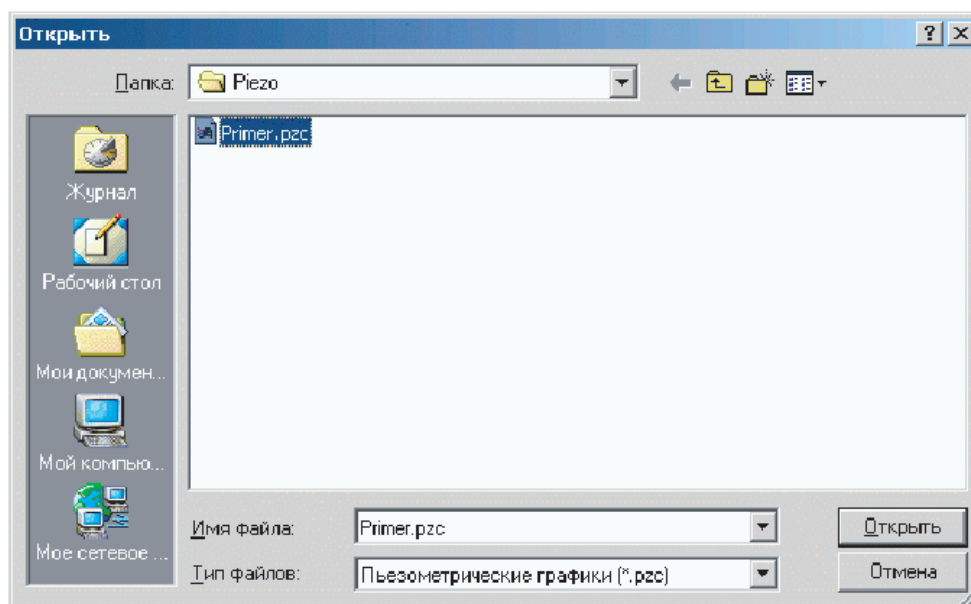 Открыть
Папка: Piezo
Primer.pzc
Журнал
Рабочий стол
Мои докумен...
Мой компью...
Мое сетевое ...
Имя файла: Primer.pzc Открыть
Тип файлов: Пьезометрические графики (*.pzc) Отмена